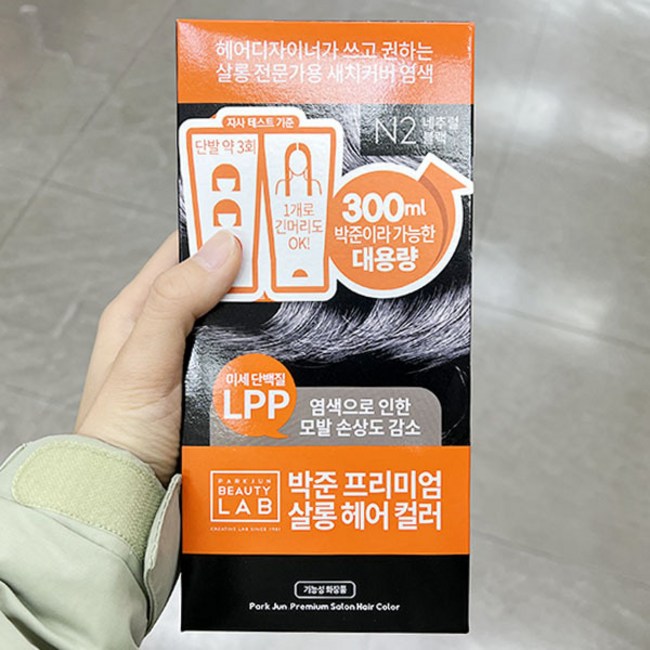 헤어디자이너가 쓰고 권하는
살롱 전문가용 새치커버 염색
N2 네추럴
블랙
자사 테스트 기준
단발 약 3회
1개로
긴머리도
OK!
300ml
박준이라 가능한
대용량
미세 단백질
LPP
염색으로 인한
모발 손상도 감소
PARKJUN
BEAUTY
LAB
CREATIVE LAB SINCE 1981
박준 프리미엄
살롱 헤어 컬러
기능성 화장품
Park Jun Premium Salon Hair Color